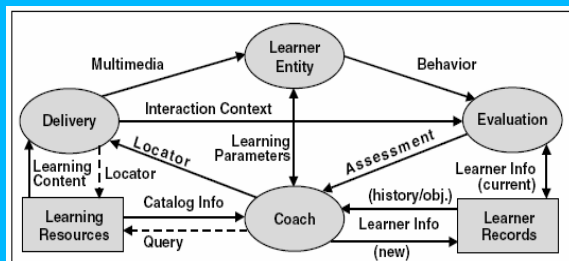 Learner
Entity
Multimedia
Behavior
Delivery
Interaction Context
Evaluation
Learning
Parameters
Locator
Assessment
Learning
Content
Locator
Learner Info
(current)
Learning
Resources
Catalog Info
Query
Coach
(history/obj.)
Learner Info
(new)
Learner
Records